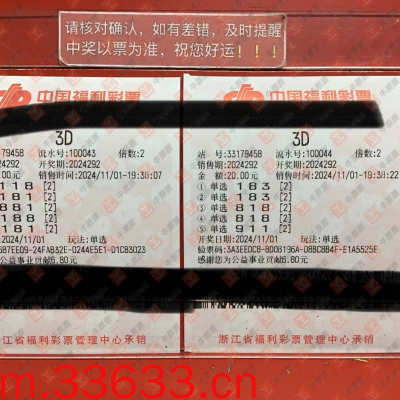 请核对确认，如有差错，及时提醒
中奖以票为准，祝您好运！！！
中国福利彩票
3D
179458 流水号:100043 倍数:2
2024292 开奖期:2024292
.00元 销售时间:2024/11/01-19:38:07
118 [2]
181 [2]
881 [2]
188 [2]
181 [2]
2024/11/01 玩法:单选
公益事业贡献6.80元
中国福利彩票
3D
站 号:33179458 流水号:100044 倍数:2
销售期:2024292 开奖期:2024292
金 额:20.00元 销售时间:2024/11/01-19:38:22
① 单选 183 [2]
② 单选 183 [2]
③ 单选 818 [2]
④ 单选 818 [2]
⑤ 单选 911 [2]
开奖日期:2024/11/01 玩法:单选
感谢您为公益事业贡献6.80元
浙江省福利彩票管理中心承销
浙江省福利彩票管理中心承销
m.33633.cn